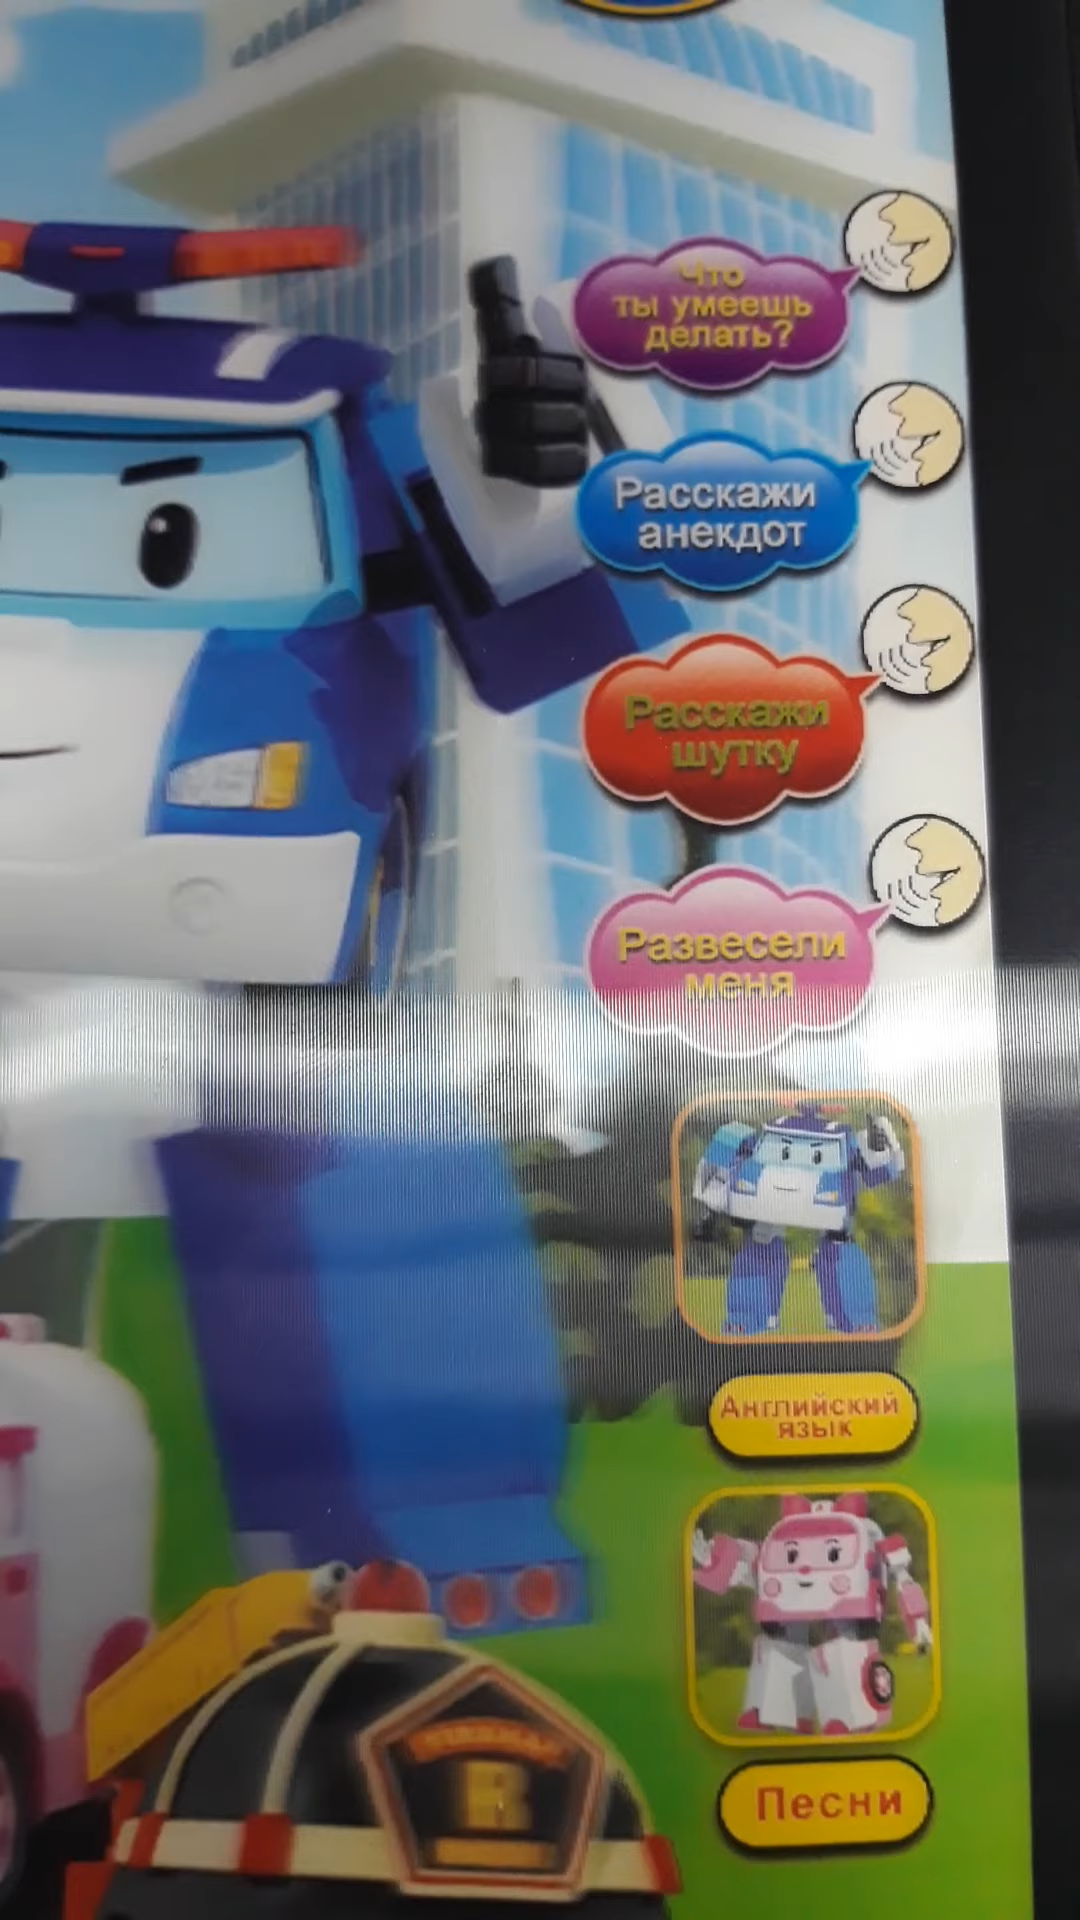 Что
ты умеешь
делать?
Расскажи
анекдот
Расскажи
шутку
Развесели
меня
Английский
язык
Песни
R